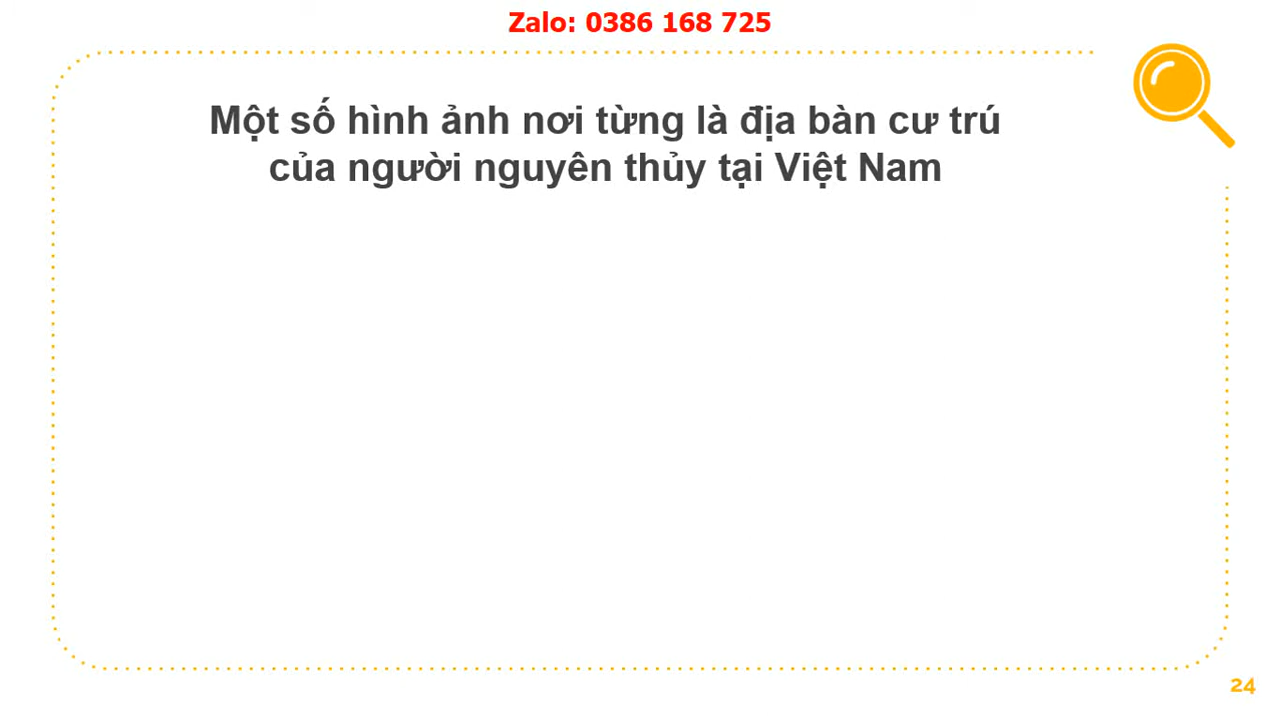 Zalo: 0386 168 725
Một số hình ảnh nơi từng là địa bàn cư trú
của người nguyên thủy tại Việt Nam
24